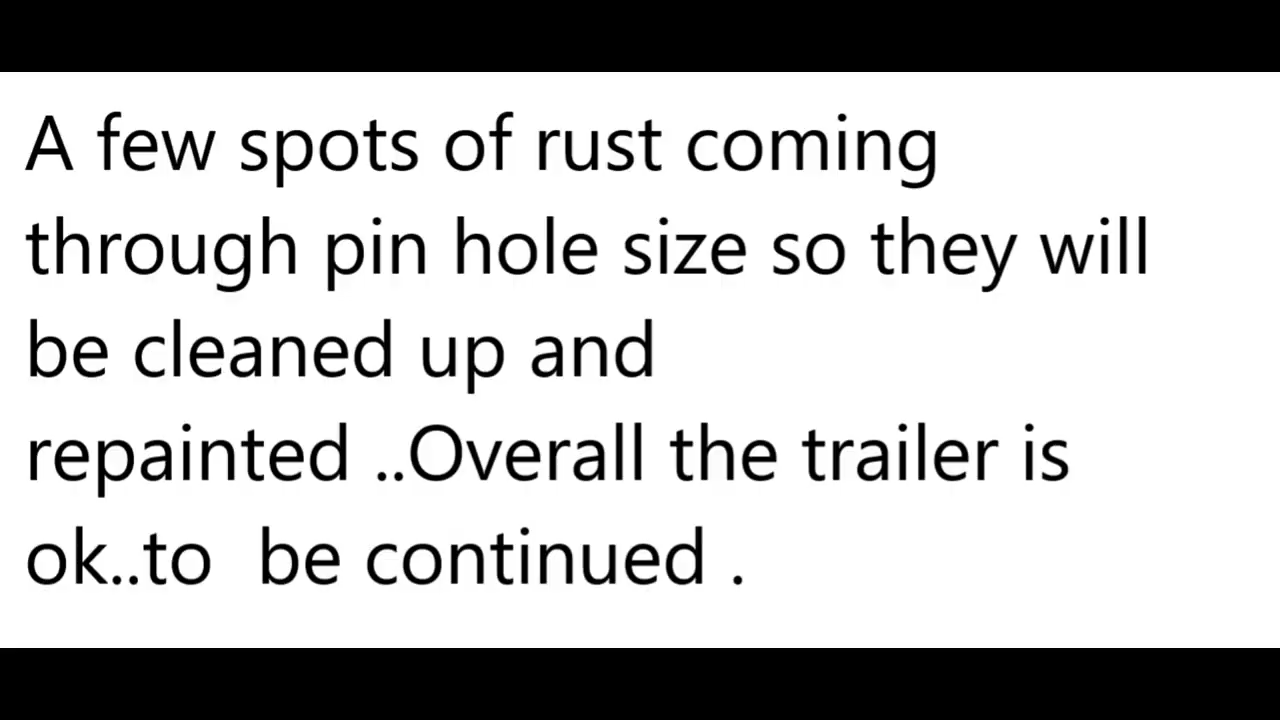 A few spots of rust coming
through pin hole size so they will
be cleaned up and
repainted ..Overall the trailer is
ok..to  be continued .